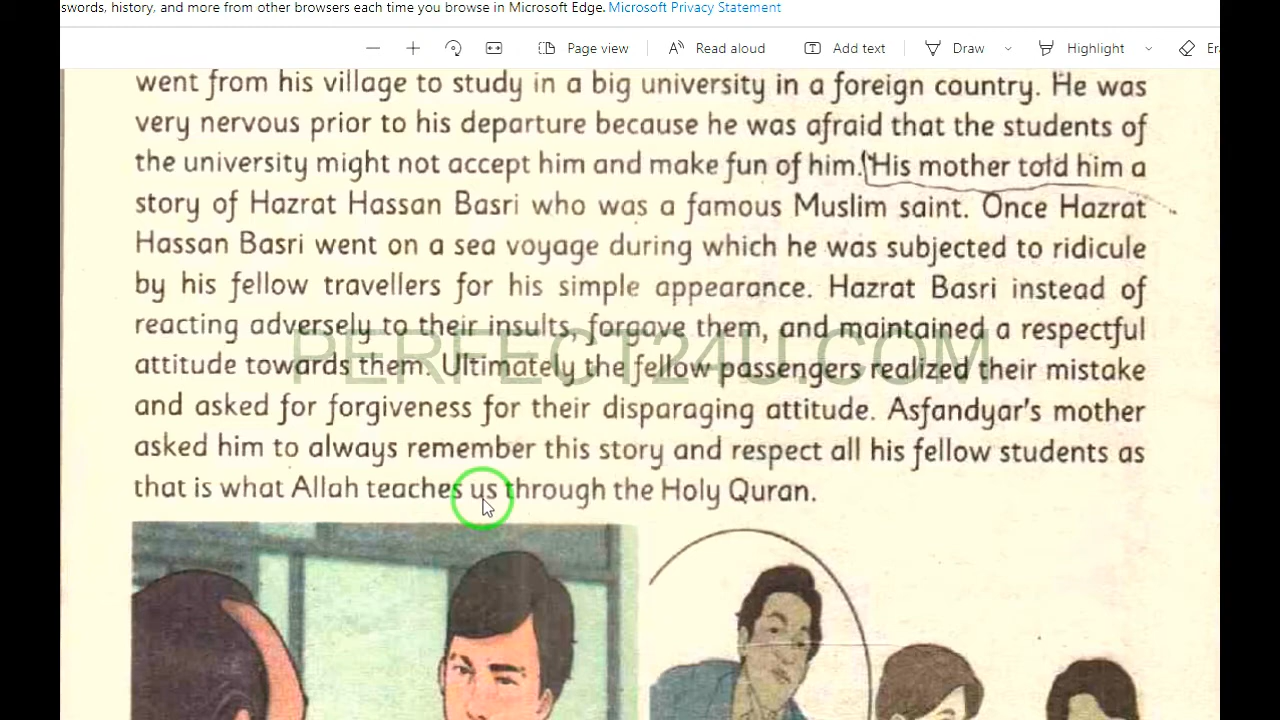 swords, history, and more from other browsers each time you browse in Microsoft Edge. Microsoft Privacy Statement
Page view Read aloud Add text Draw Highlight Er
went from his village to study in a big university in a foreign country. He was
very nervous prior to his departure because he was afraid that the students of
the university might not accept him and make fun of him. His mother told him a
story of Hazrat Hassan Basri who was a famous Muslim saint. Once Hazrat
Hassan Basri went on a sea voyage during which he was subjected to ridicule
by his fellow travellers for his simple appearance. Hazrat Basri instead of
reacting adversely to their insults, forgave them, and maintained a respectful
PERFECT24U.COM
attitude towards them. Ultimately the fellow passengers realized their mistake
and asked for forgiveness for their disparaging attitude. Asfandyar's mother
asked him to always remember this story and respect all his fellow students as
that is what Allah teaches us through the Holy Quran.